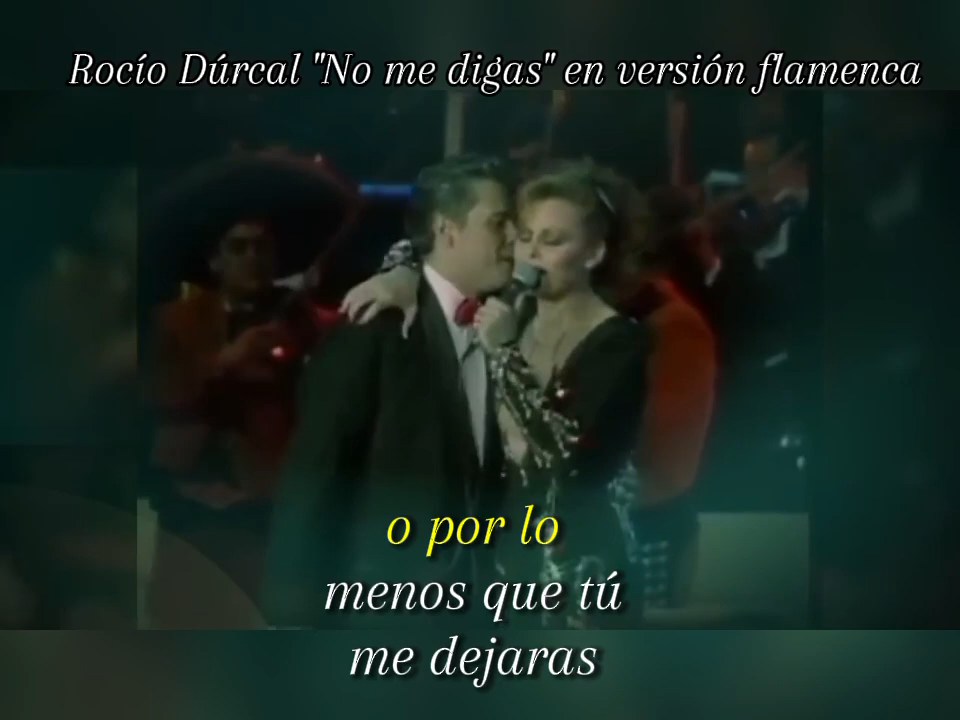 Rocío Dúrcal "No me digas" en versión flamenca
o por lo
menos que tú
me dejaras